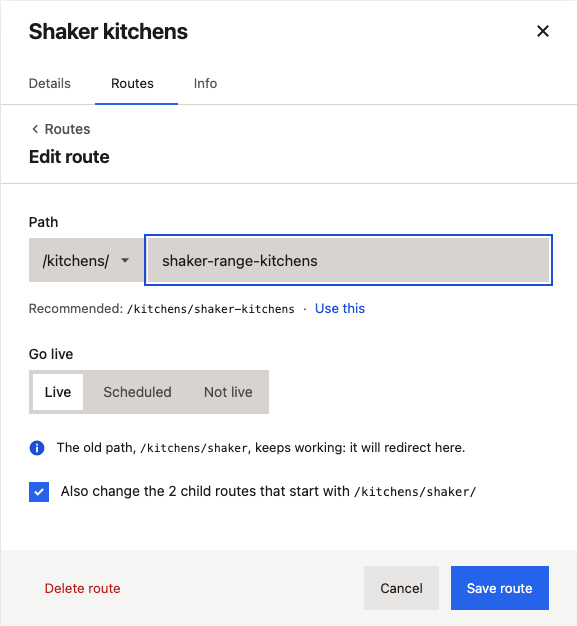 Shaker kitchens
Details Routes Info
Routes
Edit route
Path
/kitchens/ shaker-range-kitchens
Recommended: /kitchens/shaker-kitchens · Use this
Go live
Live Scheduled Not live
The old path, /kitchens/shaker, keeps working: it will redirect here.
Also change the 2 child routes that start with /kitchens/shaker/
Delete route Cancel Save route